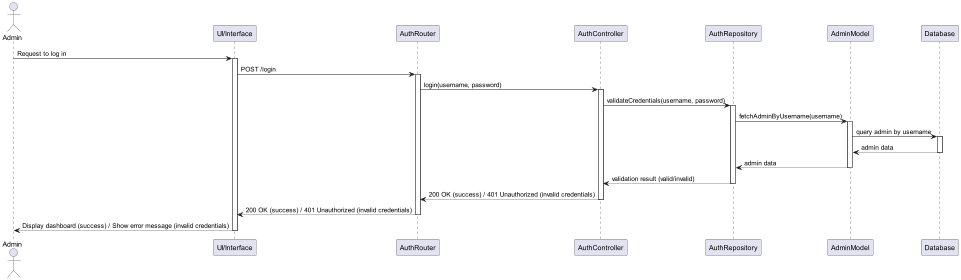 UI/Interface AuthRouter AuthController AuthRepository AdminModel Database
Admin
Request to log in
POST /login
login(username, password)
validateCredentials(username, password)
fetchAdminByUsername(username)
query admin by username
admin data
admin data
validation result (valid/invalid)
200 OK (success) / 401 Unauthorized (invalid credentials)
200 OK (success) / 401 Unauthorized (invalid credentials)
Display dashboard (success) / Show error message (invalid credentials)
Admin
UI/Interface AuthRouter AuthController AuthRepository AdminModel Database